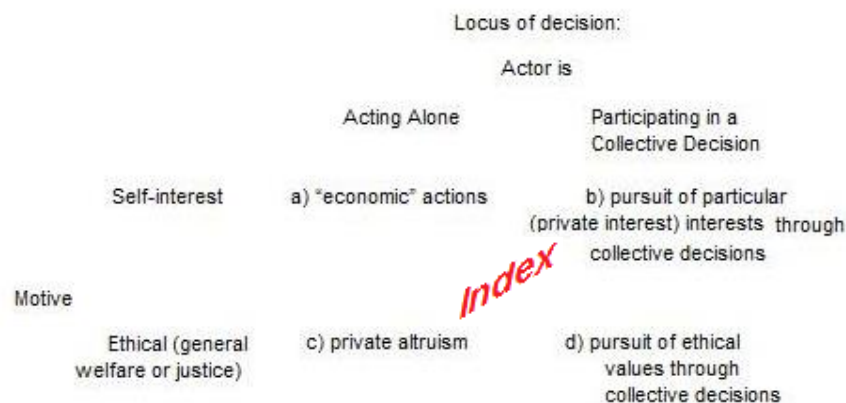 Locus of decision:
Actor is
Acting Alone
Participating in a
Collective Decision
Self-interest
a) “economic” actions
b) pursuit of particular
(private interest) interests through
collective decisions
Index
Motive
Ethical (general
welfare or justice)
c) private altruism
d) pursuit of ethical
values through
collective decisions